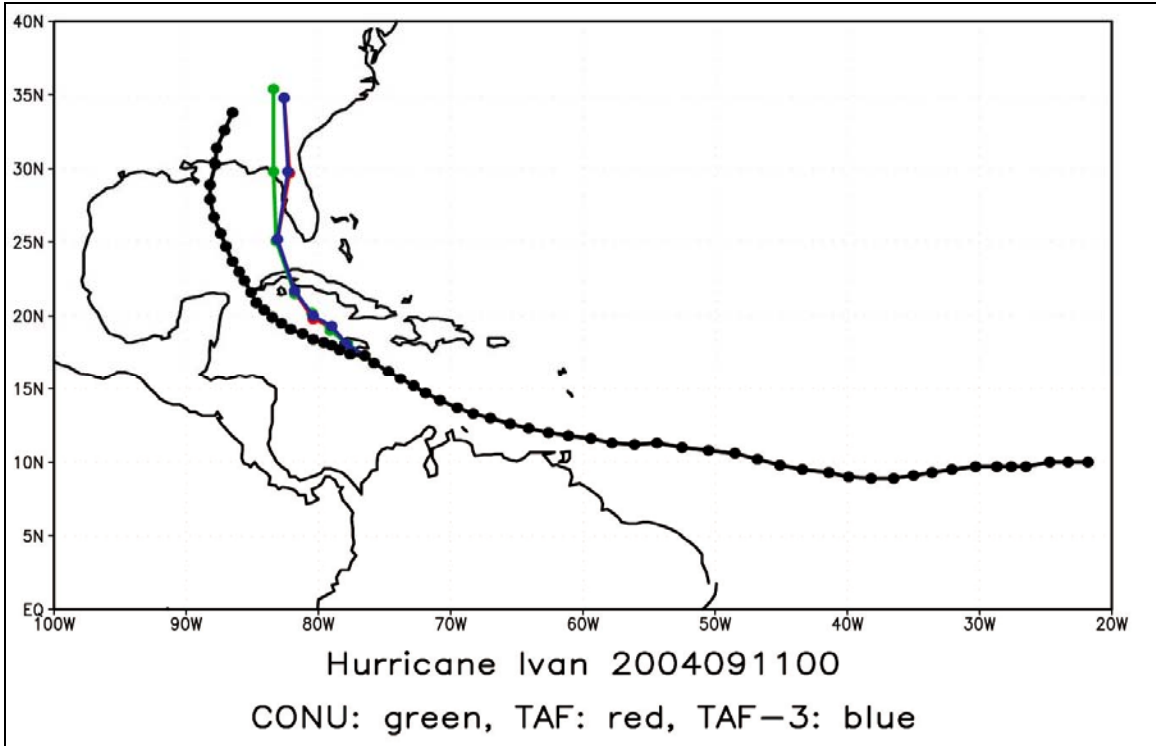 40N
35N
30N
25N
20N
15N
10N
5N
EQ
100W 90W 80W 70W 60W 50W 40W 30W 20W
Hurricane Ivan 2004091100
CONU: green, TAF: red, TAF-3: blue